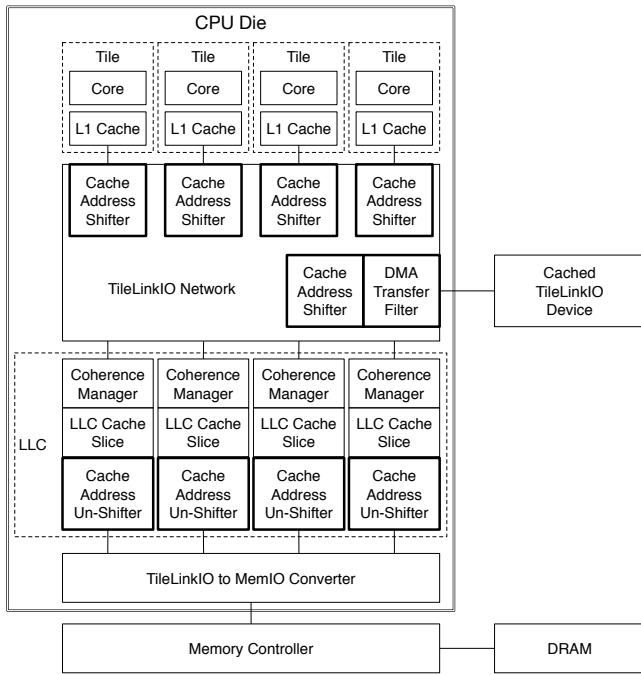 CPU Die
Tile Tile Tile Tile
Core Core Core Core
L1 Cache L1 Cache L1 Cache L1 Cache
Cache Cache Cache Cache
Address Address Address Address
Shifter Shifter Shifter Shifter
TileLinkIO Network
Cache
Address
Shifter
DMA
Transfer
Filter
Cached
TileLinkIO
Device
LLC
Coherence Coherence Coherence Coherence
Manager Manager Manager Manager
LLC Cache LLC Cache LLC Cache LLC Cache
Slice Slice Slice Slice
Cache Cache Cache Cache
Address Address Address Address
Un-Shifter Un-Shifter Un-Shifter Un-Shifter
TileLinkIO to MemIO Converter
Memory Controller
DRAM